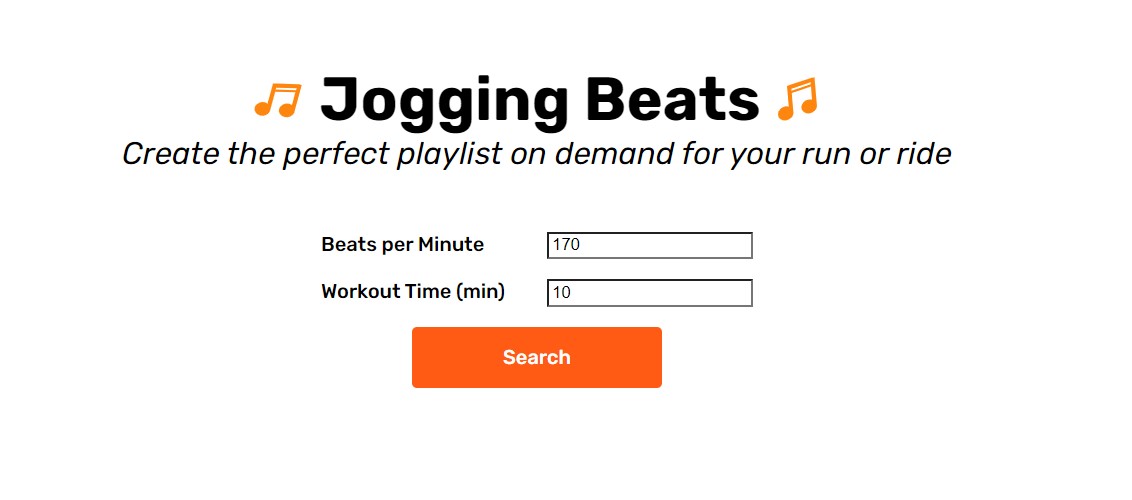 Jogging Beats
Create the perfect playlist on demand for your run or ride
Beats per Minute 170
Workout Time (min) 10
Search